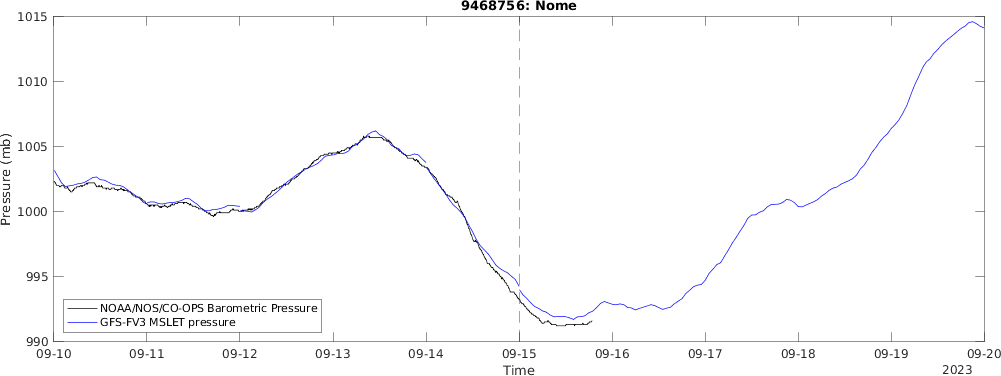 9468756: Nome
1015
1010
1005
1000
995
990
Pressure (mb)
NOAA/NOS/CO-OPS Barometric Pressure
GFS-FV3 MSLET pressure
09-10 09-11 09-12 09-13 09-14 09-15 09-16 09-17 09-18 09-19 09-20
Time
2023